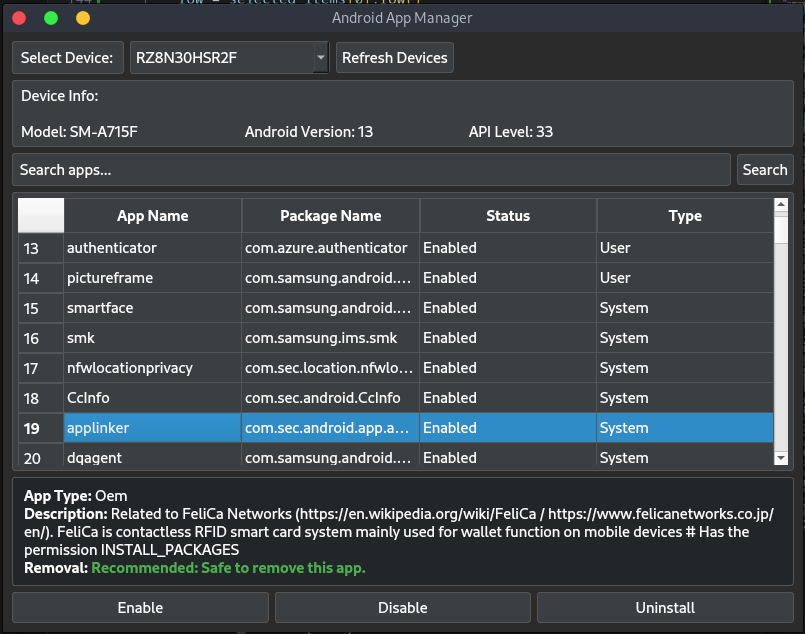 Android App Manager
Select Device: RZ8N30HSR2F Refresh Devices
Device Info:
Model: SM-A715F Android Version: 13 API Level: 33
Search apps... Search
App Name Package Name Status Type
13 authenticator com.azure.authenticator Enabled User
14 pictureframe com.samsung.android.... Enabled User
15 smartface com.samsung.android.... Enabled System
16 smk com.samsung.ims.smk Enabled System
17 nfwlocationprivacy com.sec.location.nfwlo... Enabled System
18 CcInfo com.sec.android.CcInfo Enabled System
19 applinker com.sec.android.app.a... Enabled System
20 dqagent com.samsung.android.... Enabled System
App Type: Oem
Description: Related to FeliCa Networks (https://en.wikipedia.org/wiki/FeliCa / https://www.felicanetworks.co.jp/
en/). FeliCa is contactless RFID smart card system mainly used for wallet function on mobile devices # Has the
permission INSTALL_PACKAGES
Removal: Recommended: Safe to remove this app.
Enable Disable Uninstall